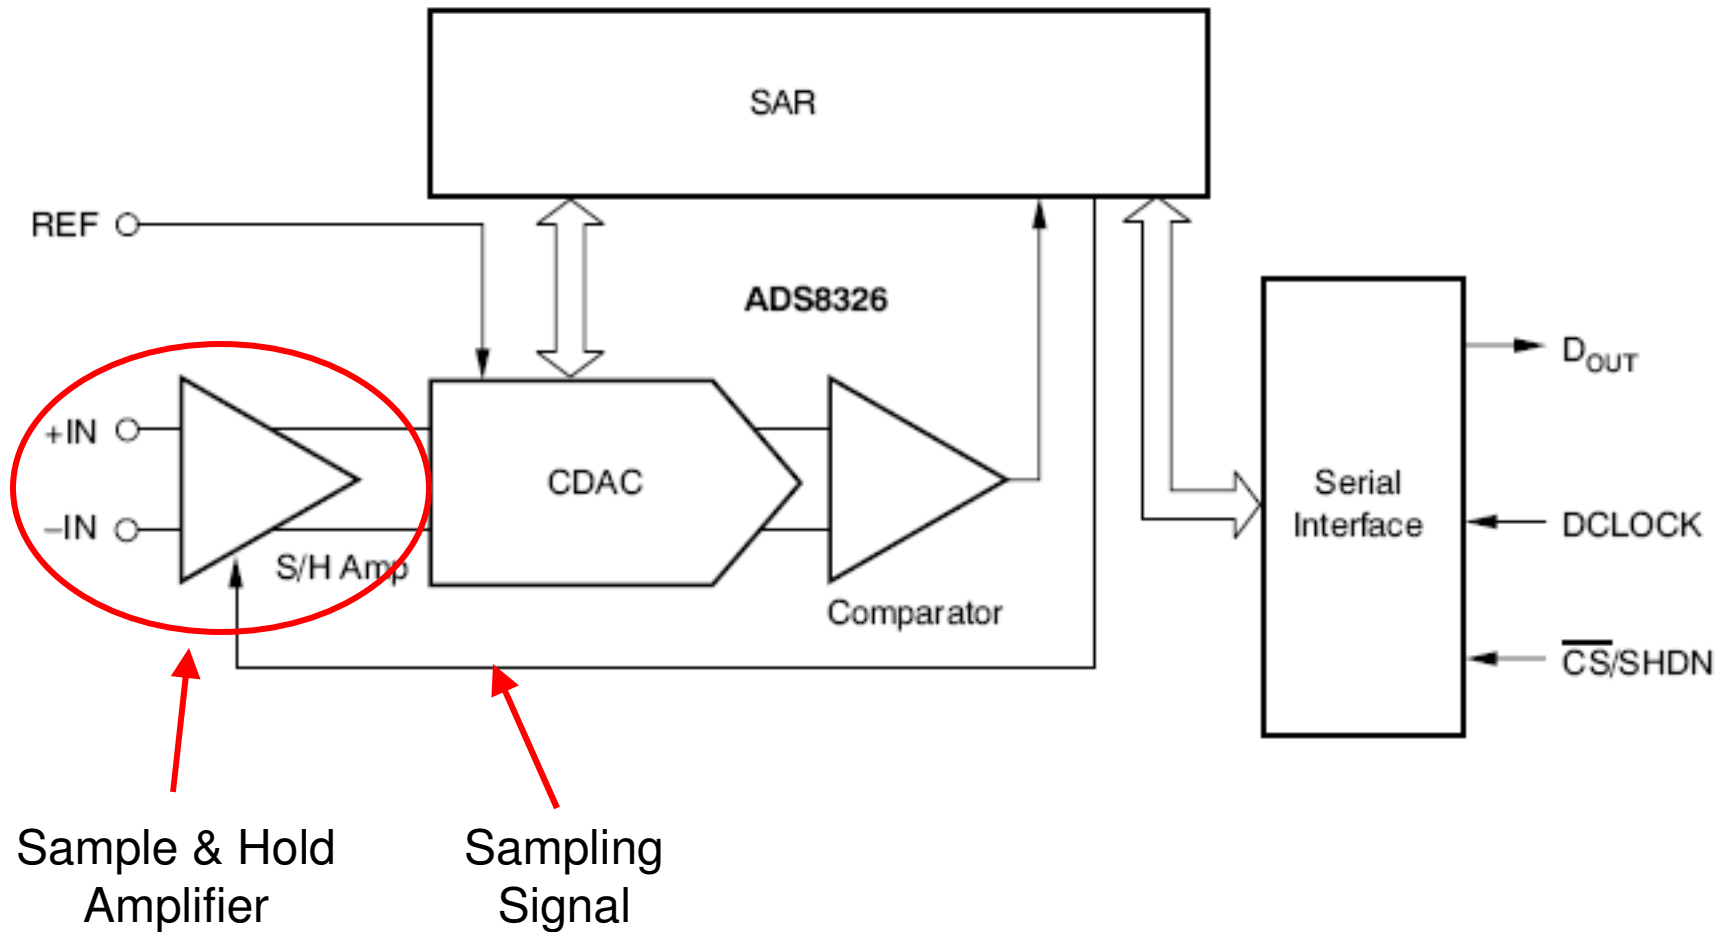 SAR
REF
ADS8326
+IN
–IN
S/H Amp
CDAC
Comparator
Serial
Interface
DOUT
DCLOCK
CS/SHDN
Sample & Hold
Amplifier
Sampling
Signal